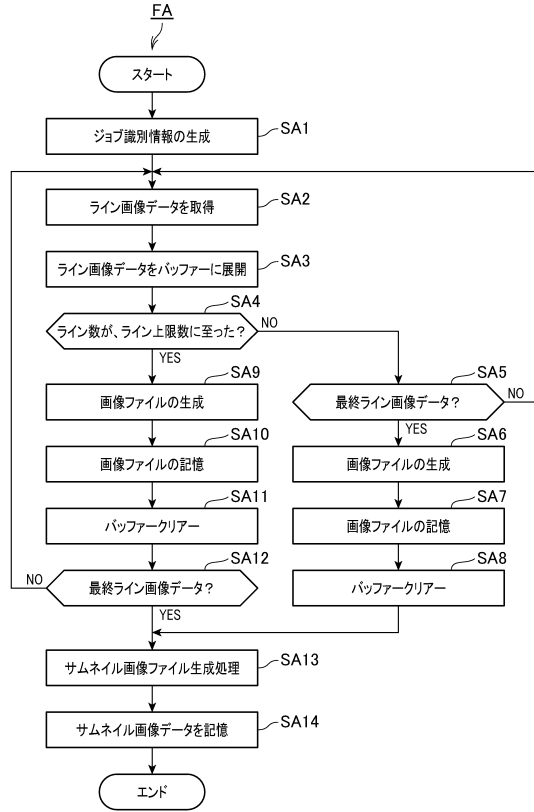 FA
スタート
ジョブ識別情報の生成
SA1
ライン画像データを取得
SA2
ライン画像データをバッファーに展開
SA3
ライン数が、ライン上限数に至った？
SA4
NO
YES
画像ファイルの生成
SA9
最終ライン画像データ？
SA5
NO
YES
画像ファイルの記憶
SA10
画像ファイルの生成
SA6
バッファークリアー
SA11
画像ファイルの記憶
SA7
最終ライン画像データ？
SA12
NO
YES
バッファークリアー
SA8
サムネイル画像ファイル生成処理
SA13
サムネイル画像データを記憶
SA14
エンド